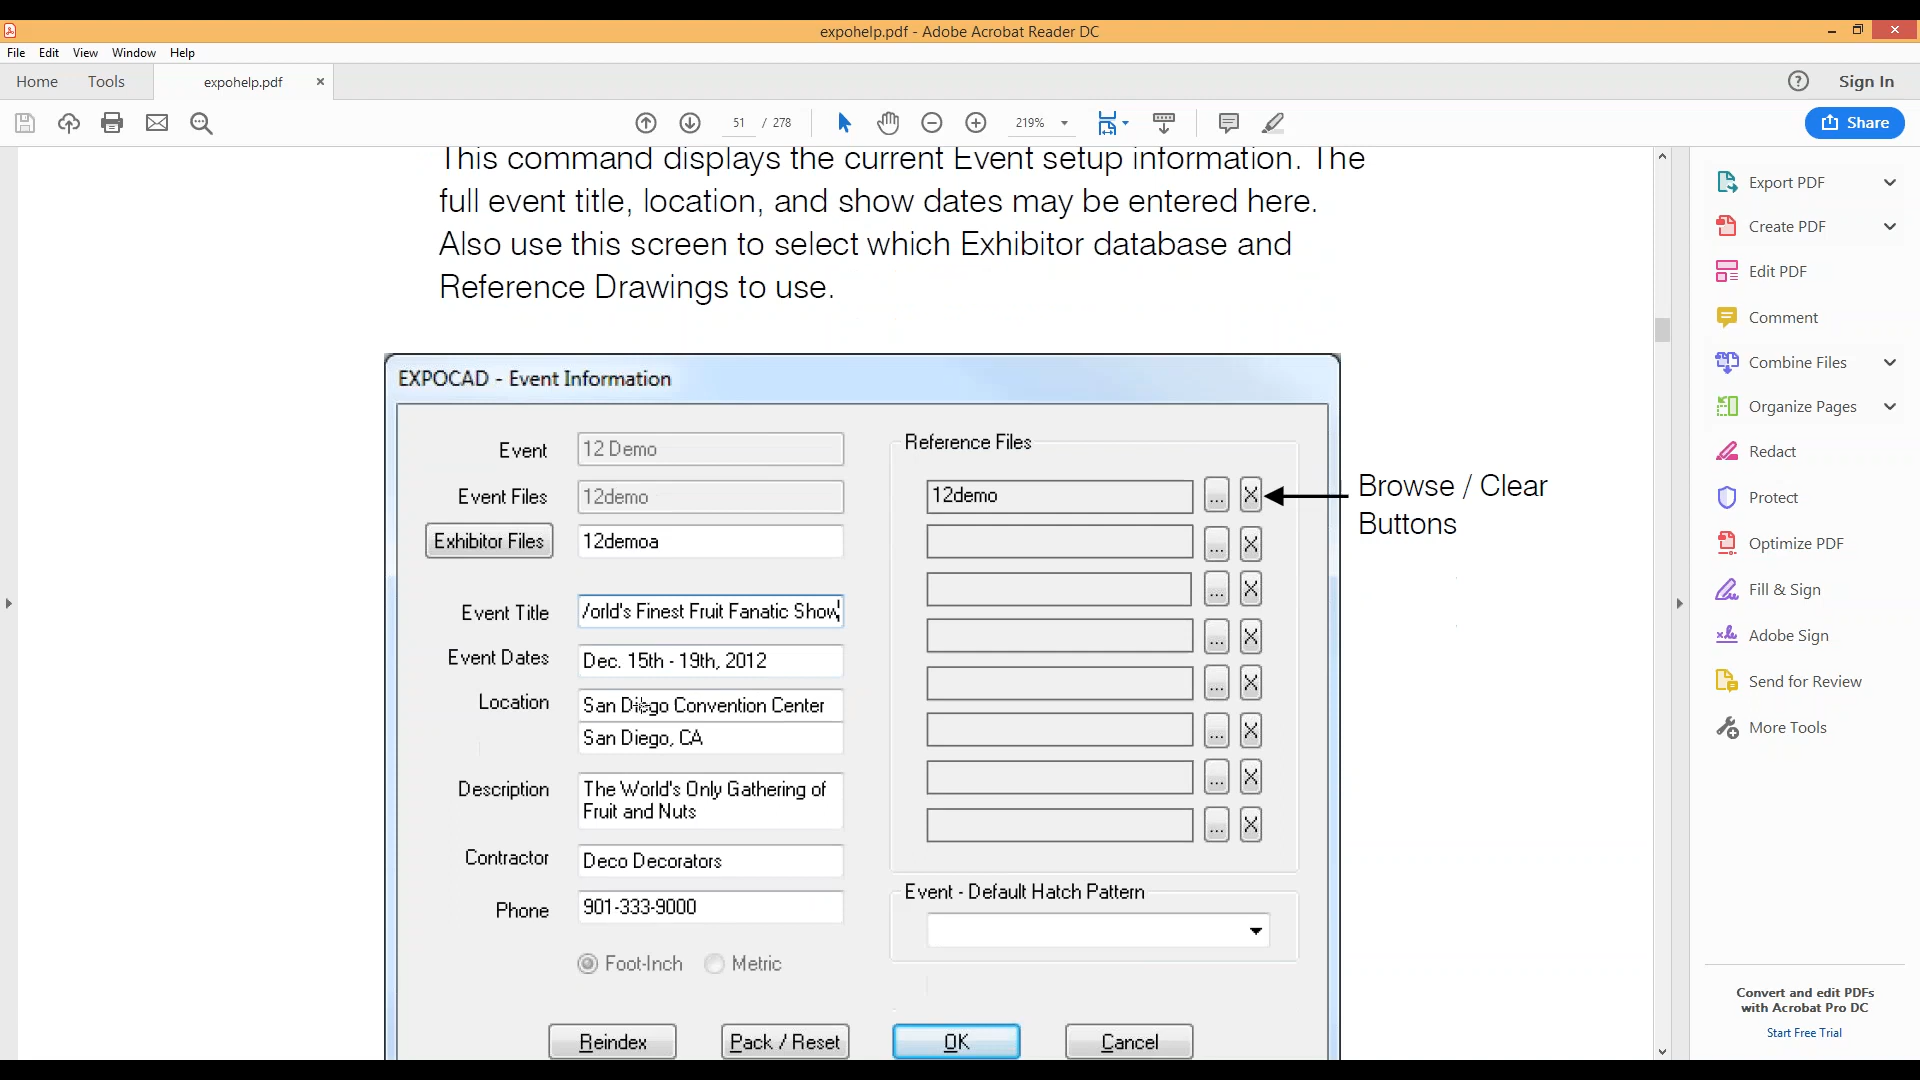 expohelp.pdf - Adobe Acrobat Reader DC
File Edit View Window Help
Home Tools expohelp.pdf × Sign In
51 / 278 219% Share
This command displays the current Event setup information. The
full event title, location, and show dates may be entered here.
Also use this screen to select which Exhibitor database and
Reference Drawings to use.
EXPOCAD - Event Information
Event 12 Demo
Event Files 12demo
Exhibitor Files 12demoa
Event Title /orld's Finest Fruit Fanatic Show
Event Dates Dec. 15th - 19th, 2012
Location San Diego Convention Center
San Diego, CA
Description The World's Only Gathering of
Fruit and Nuts
Contractor Deco Decorators
Phone 901-333-9000
Foot-Inch Metric
Reference Files
12demo ... X
... X
... X
... X
... X
... X
... X
... X
Browse / Clear
Buttons
Event - Default Hatch Pattern
Reindex Pack / Reset OK Cancel
Export PDF
Create PDF
Edit PDF
Comment
Combine Files
Organize Pages
Redact
Protect
Optimize PDF
Fill & Sign
Adobe Sign
Send for Review
More Tools
Convert and edit PDFs
with Acrobat Pro DC
Start Free Trial